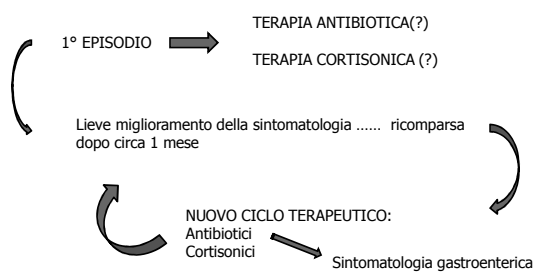 TERAPIA ANTIBIOTICA(?)
1° EPISODIO
TERAPIA CORTISONICA (?)
Lieve miglioramento della sintomatologia ...... ricomparsa
dopo circa 1 mese
NUOVO CICLO TERAPEUTICO:
Antibiotici
Cortisonici
Sintomatologia gastroenterica